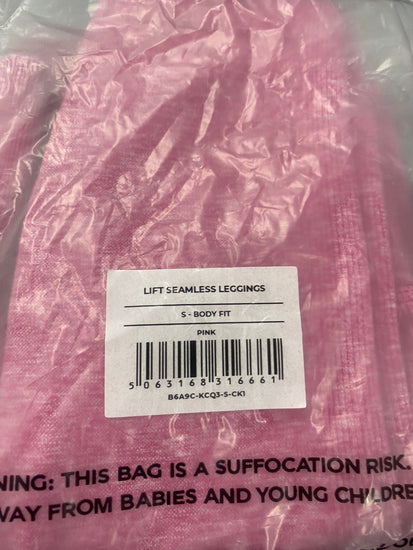 LIFT SEAMLESS LEGGINGS
S - BODY FIT
PINK
5 063168 316661
B6A9C-KCQ3-S-CK1
NING: THIS BAG IS A SUFFOCATION RISK.
WAY FROM BABIES AND YOUNG CHILDRE